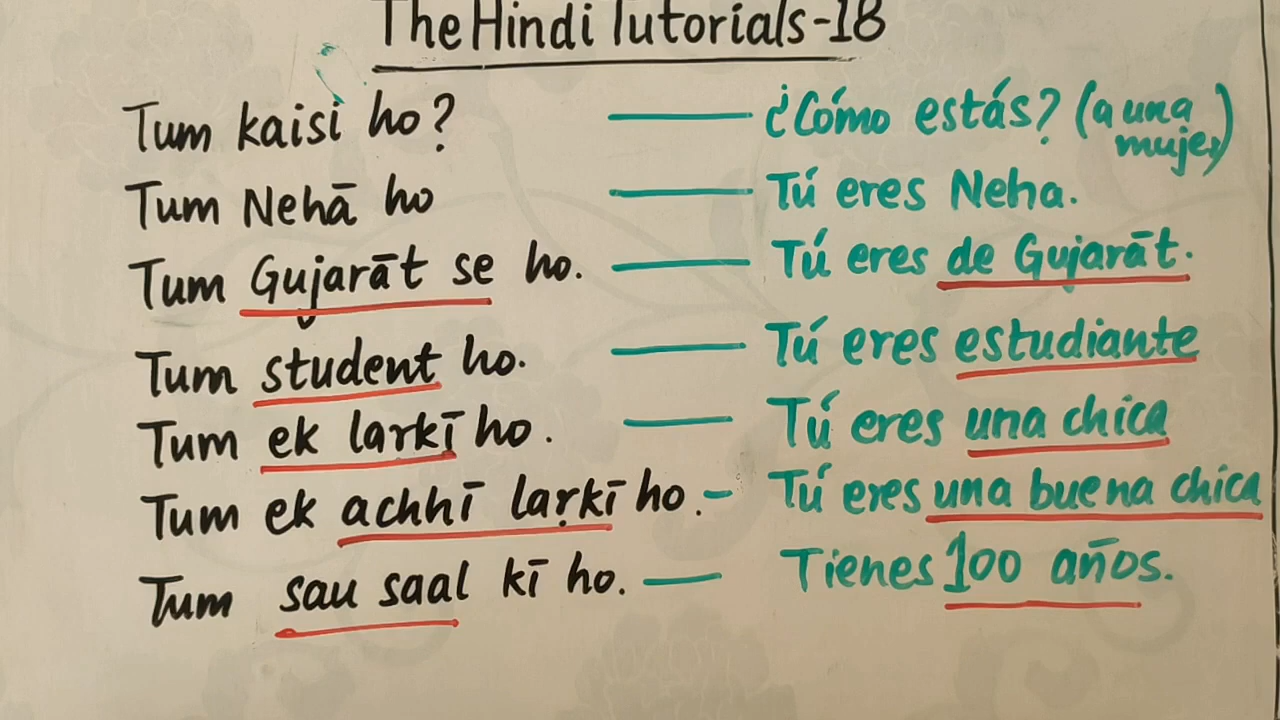 The Hindi Tutorials-18
Tum kaisi ho? — ¿Cómo estás? (a una mujer)
Tum Nehā ho — Tú eres Neha.
Tum Gujarāt se ho. — Tú eres de Gujarāt.
Tum student ho. — Tú eres estudiante
Tum ek larkī ho. — Tú eres una chica
Tum ek achhī laṛkī ho. – Tú eres una buena chica
Tum sau saal kī ho. — Tienes 100 años.